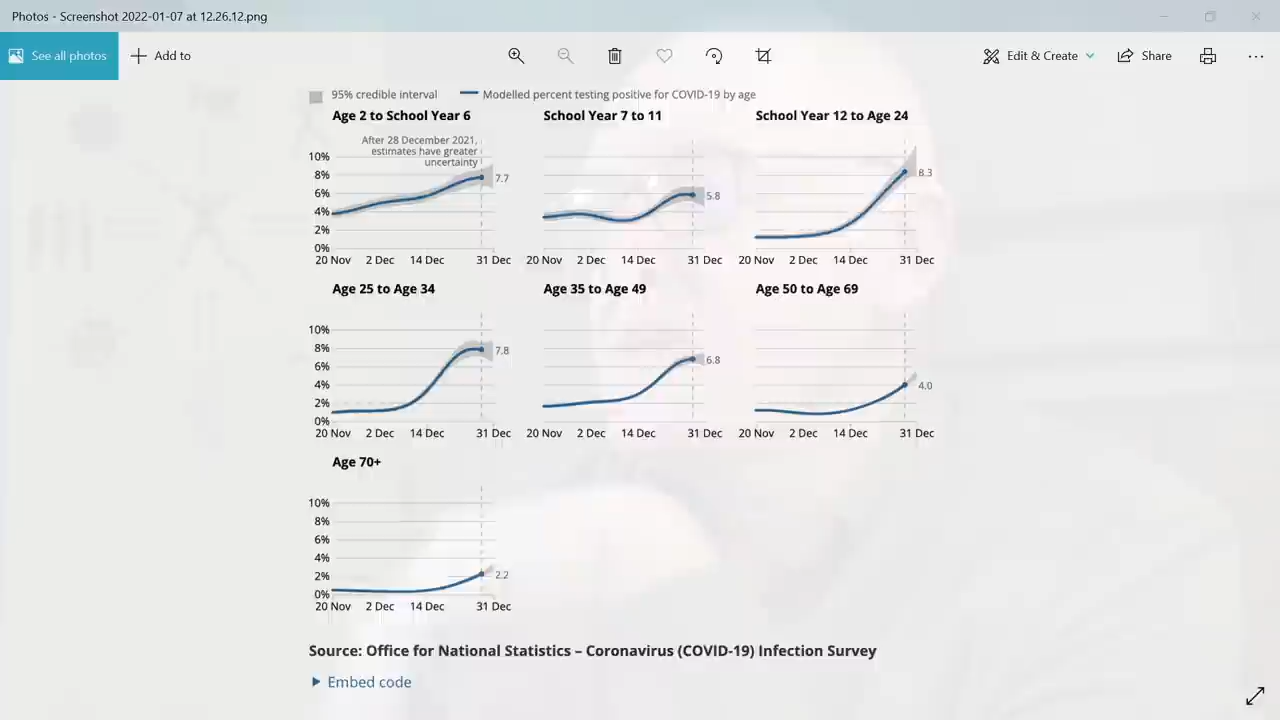 Photos - Screenshot 2022-01-07 at 12.26.12.png
See all photos
Add to
Edit & Create
Share
95% credible interval
Modelled percent testing positive for COVID-19 by age
Age 2 to School Year 6
After 28 December 2021,
estimates have greater
uncertainty
10%
8%
6%
4%
2%
0%
7.7
20 Nov 2 Dec 14 Dec 31 Dec
School Year 7 to 11
5.8
20 Nov 2 Dec 14 Dec 31 Dec
School Year 12 to Age 24
8.3
20 Nov 2 Dec 14 Dec 31 Dec
Age 25 to Age 34
10%
8%
6%
4%
2%
0%
7.8
20 Nov 2 Dec 14 Dec 31 Dec
Age 35 to Age 49
6.8
20 Nov 2 Dec 14 Dec 31 Dec
Age 50 to Age 69
4.0
20 Nov 2 Dec 14 Dec 31 Dec
Age 70+
10%
8%
6%
4%
2%
0%
2.2
20 Nov 2 Dec 14 Dec 31 Dec
Source: Office for National Statistics – Coronavirus (COVID-19) Infection Survey
Embed code